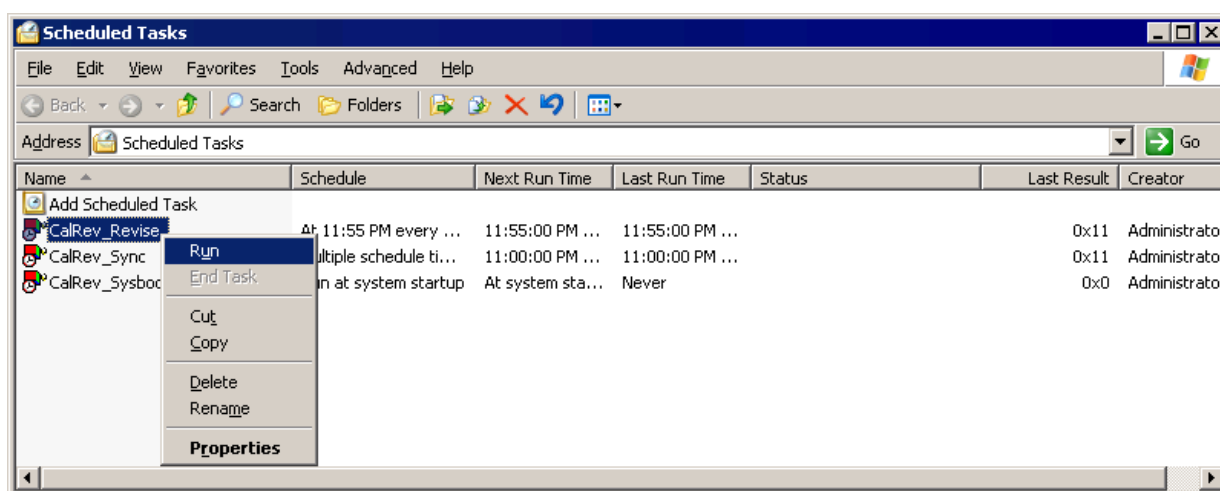 Scheduled Tasks
File Edit View Favorites Tools Advanced Help
Back Search Folders
Address Scheduled Tasks Go
Name Schedule Next Run Time Last Run Time Status Last Result Creator
Add Scheduled Task
CalRev_Revise At 11:55 PM every ... 11:55:00 PM ... 11:55:00 PM ... 0x11 Administrato
CalRev_Sync ultiple schedule ti... 11:00:00 PM ... 11:00:00 PM ... 0x11 Administrato
CalRev_Sysboo un at system startup At system sta... Never 0x0 Administrato
Run
End Task
Cut
Copy
Delete
Rename
Properties